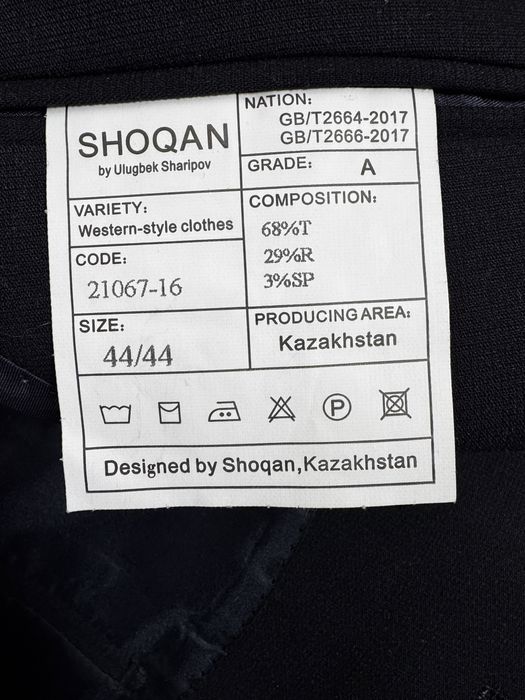 SHOQAN
by Ulugbek Sharipov
NATION:
GB/T2664-2017
GB/T2666-2017
GRADE: A
VARIETY:
Western-style clothes
COMPOSITION:
68%T
29%R
3%SP
CODE:
21067-16
SIZE:
44/44
PRODUCING AREA:
Kazakhstan
P
Designed by Shoqan,Kazakhstan